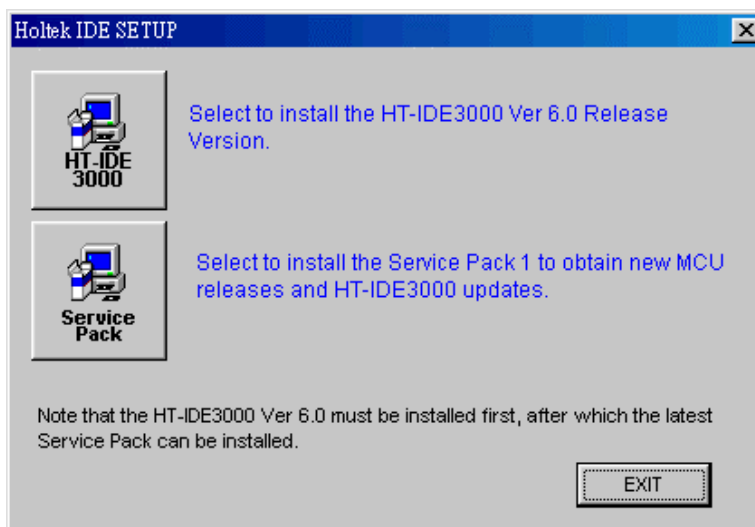 Holtek IDE SETUP
HT-IDE
3000
Select to install the HT-IDE3000 Ver 6.0 Release
Version.
Service
Pack
Select to install the Service Pack 1 to obtain new MCU
releases and HT-IDE3000 updates.
Note that the HT-IDE3000 Ver 6.0 must be installed first, after which the latest
Service Pack can be installed.
EXIT